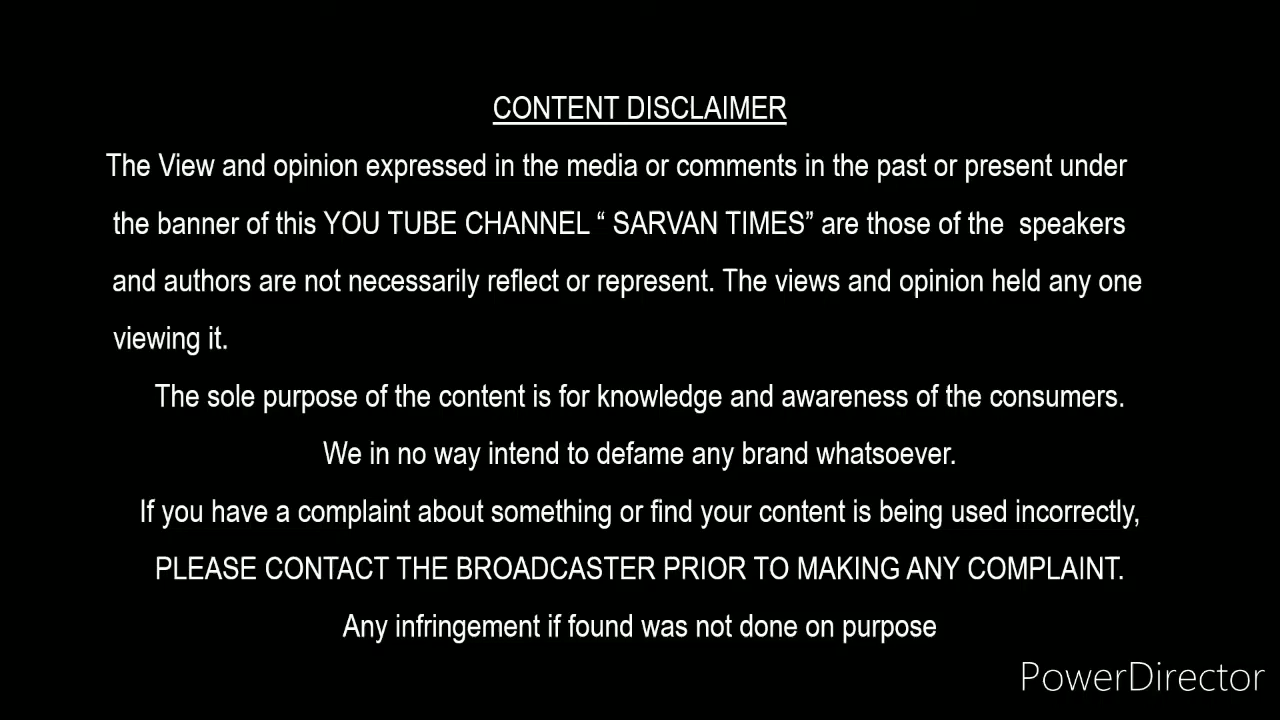 CONTENT DISCLAIMER
The View and opinion expressed in the media or comments in the past or present under
the banner of this YOU TUBE CHANNEL “ SARVAN TIMES” are those of the  speakers
and authors are not necessarily reflect or represent. The views and opinion held any one
viewing it.
The sole purpose of the content is for knowledge and awareness of the consumers.
We in no way intend to defame any brand whatsoever.
If you have a complaint about something or find your content is being used incorrectly,
PLEASE CONTACT THE BROADCASTER PRIOR TO MAKING ANY COMPLAINT.
Any infringement if found was not done on purpose
PowerDirector